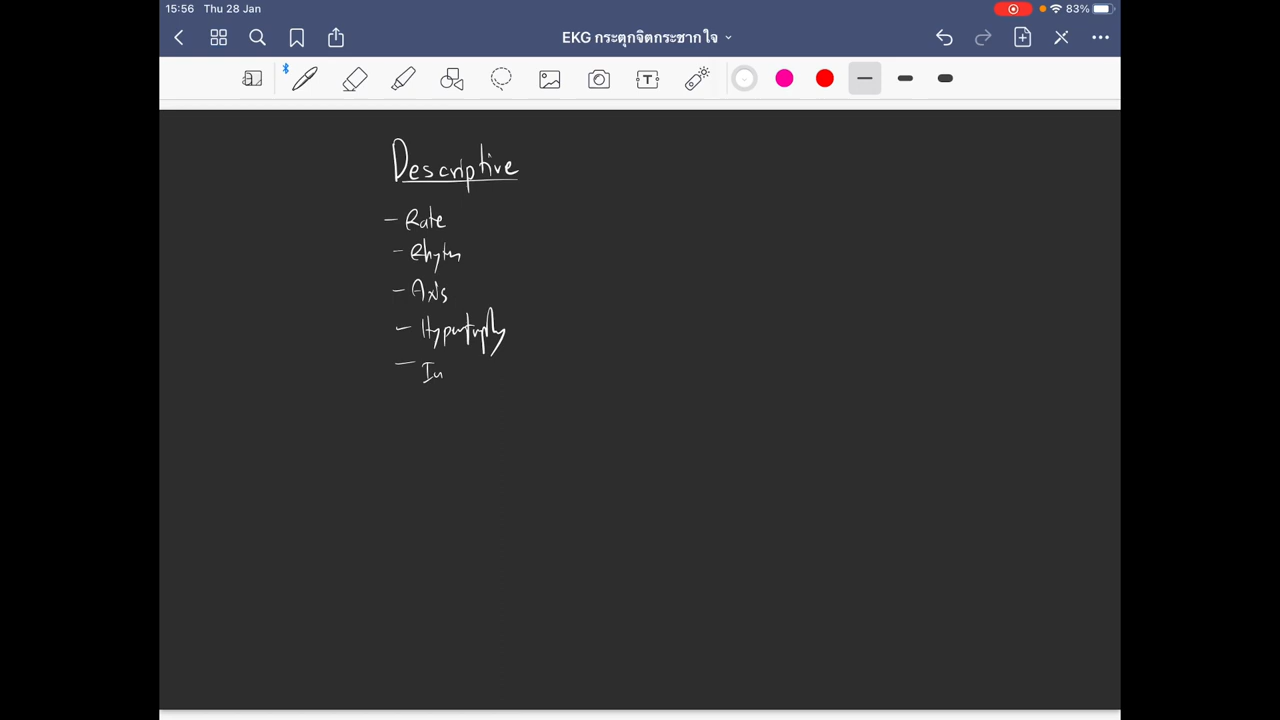 15:56 Thu 28 Jan 83%
EKG กระตุกจิตกระชากใจ
T
Descriptive
- Rate
- Rhythm
- Axis
- Hypertrophy
- In